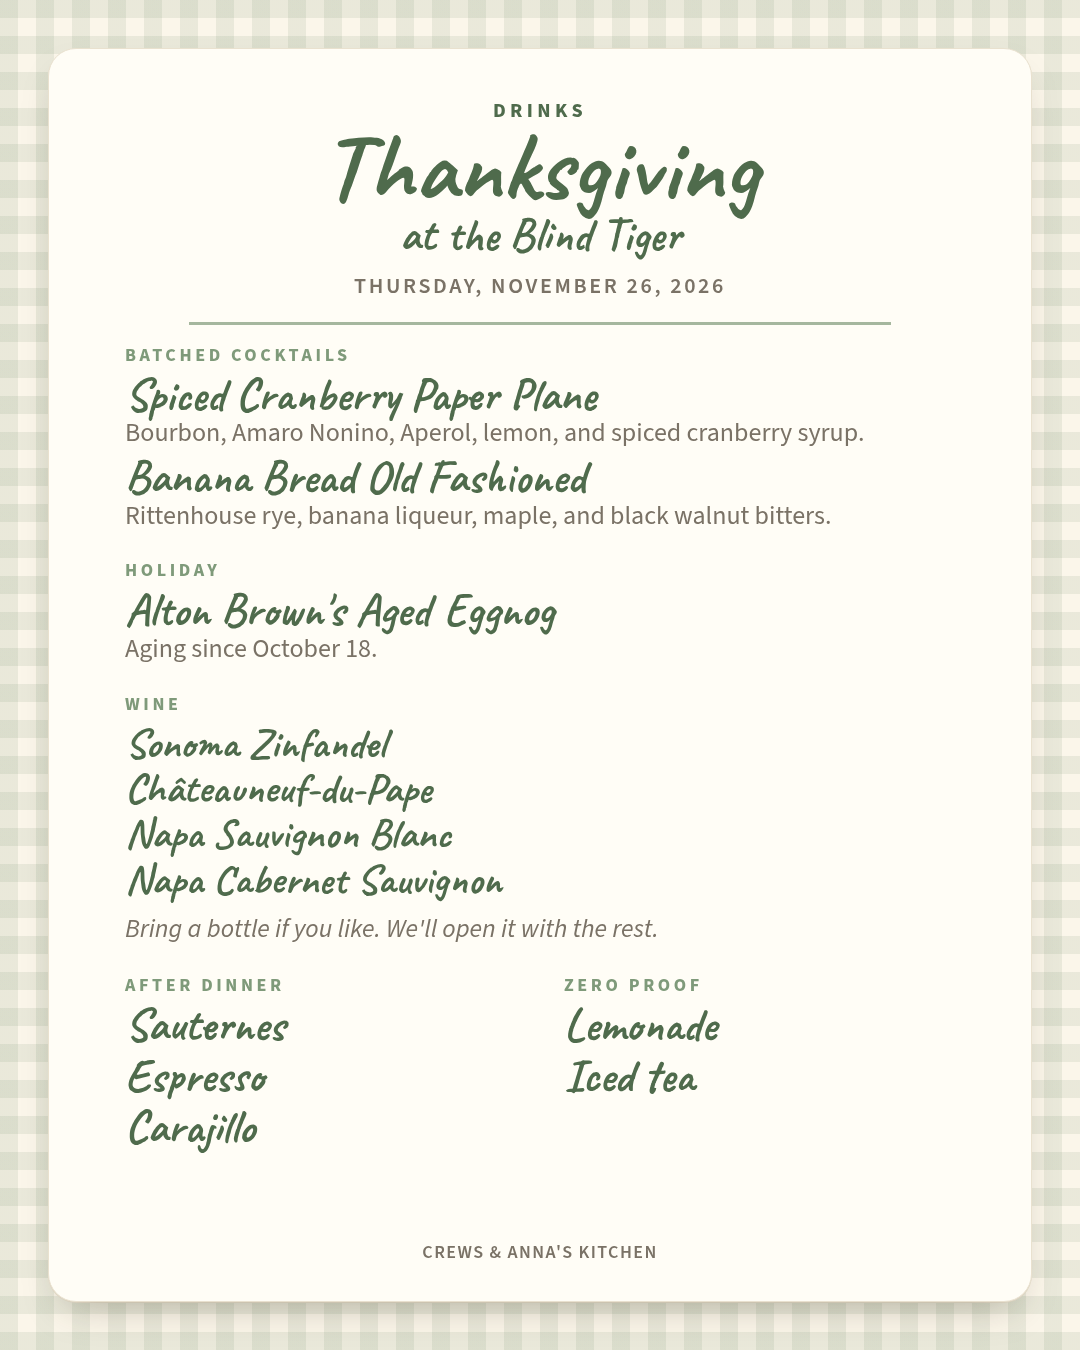 DRINKS
Thanksgiving
at the Blind Tiger
THURSDAY, NOVEMBER 26, 2026
BATCHED COCKTAILS
Spiced Cranberry Paper Plane
Bourbon, Amaro Nonino, Aperol, lemon, and spiced cranberry syrup.
Banana Bread Old Fashioned
Rittenhouse rye, banana liqueur, maple, and black walnut bitters.
HOLIDAY
Alton Brown's Aged Eggnog
Aging since October 18.
WINE
Sonoma Zinfandel
Châteauneuf-du-Pape
Napa Sauvignon Blanc
Napa Cabernet Sauvignon
Bring a bottle if you like. We'll open it with the rest.
AFTER DINNER
Sauternes
Espresso
Carajillo
ZERO PROOF
Lemonade
Iced tea
CREWS & ANNA'S KITCHEN